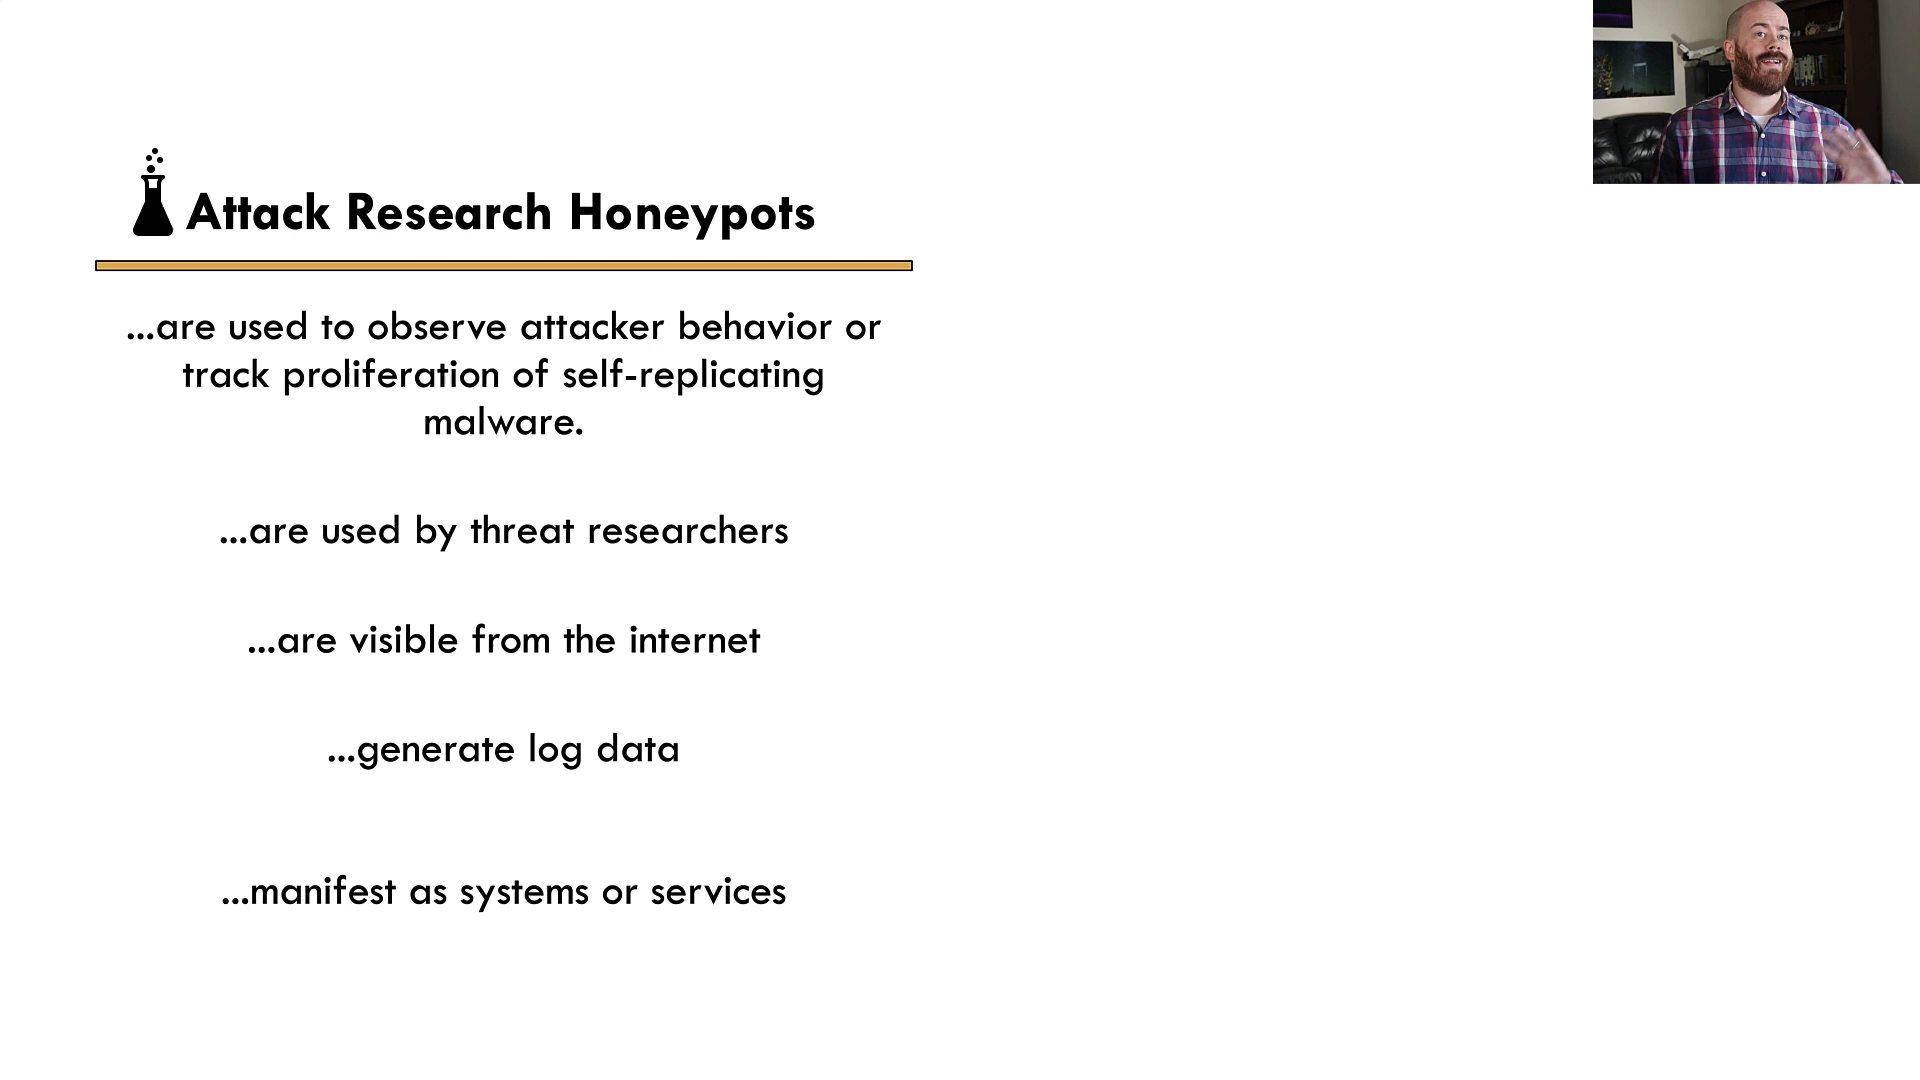 Attack Research Honeypots
...are used to observe attacker behavior or
track proliferation of self-replicating
malware.
...are used by threat researchers
...are visible from the internet
...generate log data
...manifest as systems or services